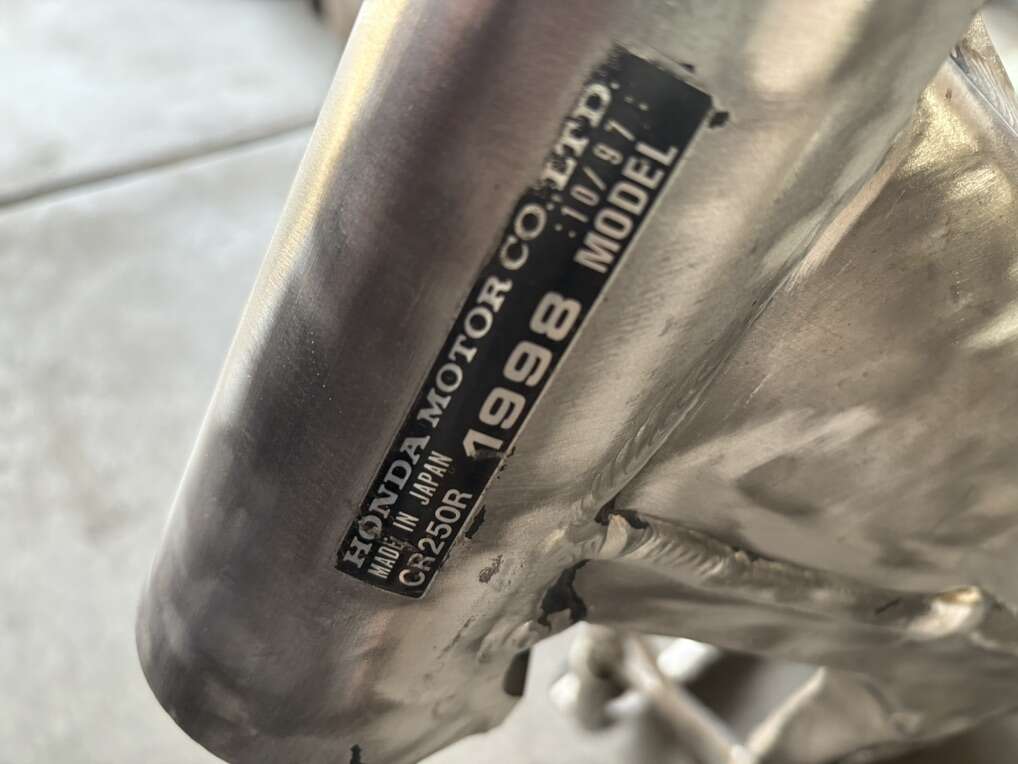 HONDA MOTOR CO. LTD.
MADE IN JAPAN 10/97
CR250R 1998 MODEL